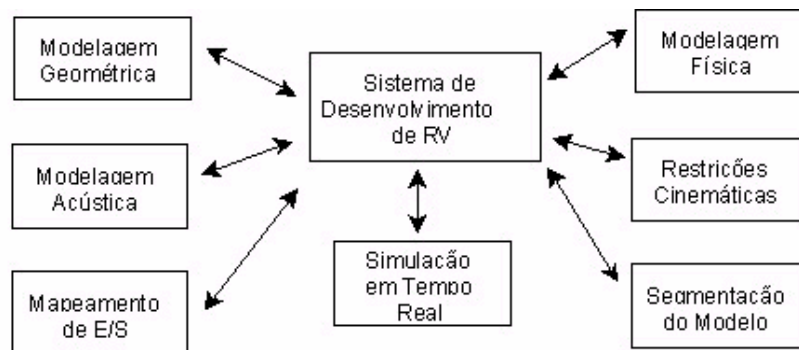 Modelagem
Geométrica
Sistema de
Desenvolvimento
de RV
Modelagem
Física
Modelagem
Acústica
Restrições
Cinemáticas
Mapeamento
de E/S
Simulação
em Tempo
Real
Segmentação
do Modelo